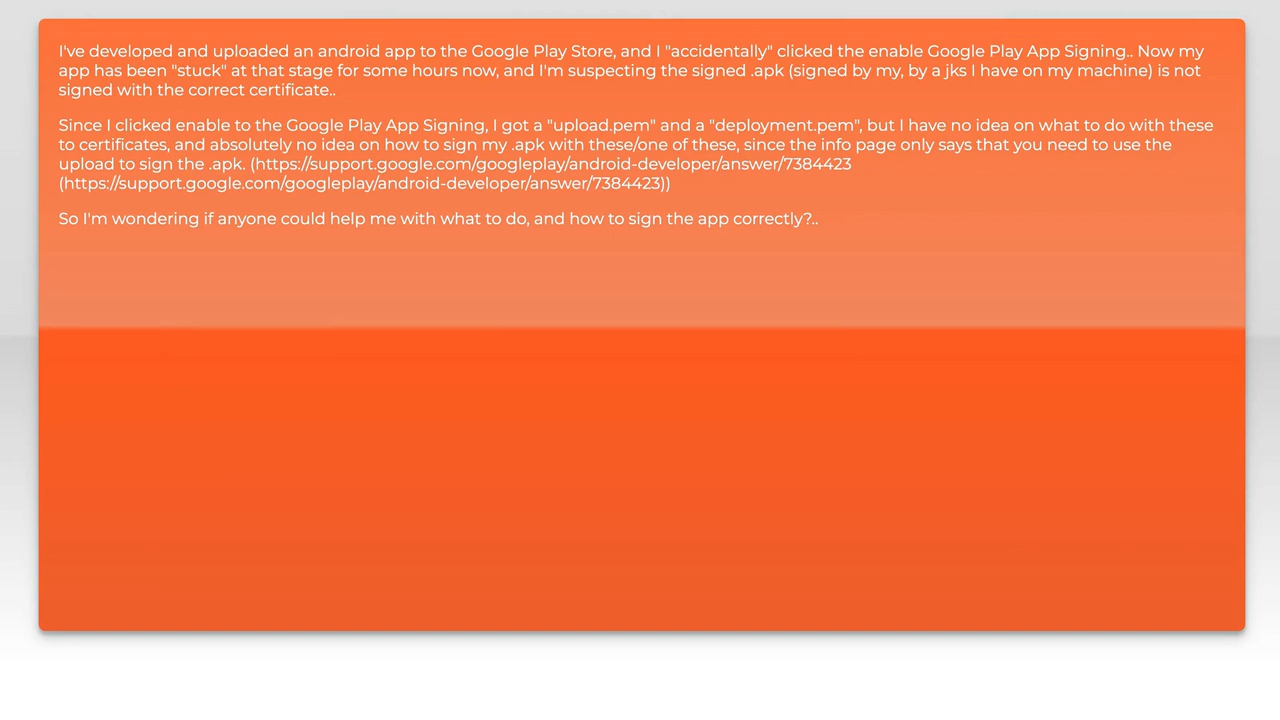 I've developed and uploaded an android app to the Google Play Store, and I "accidentally" clicked the enable Google Play App Signing.. Now my
app has been "stuck" at that stage for some hours now, and I'm suspecting the signed .apk (signed by my, by a jks I have on my machine) is not
signed with the correct certificate..
Since I clicked enable to the Google Play App Signing, I got a "upload.pem" and a "deployment.pem", but I have no idea on what to do with these
to certificates, and absolutely no idea on how to sign my .apk with these/one of these, since the info page only says that you need to use the
upload to sign the .apk. (https://support.google.com/googleplay/android-developer/answer/7384423
(https://support.google.com/googleplay/android-developer/answer/7384423))
So I'm wondering if anyone could help me with what to do, and how to sign the app correctly?..